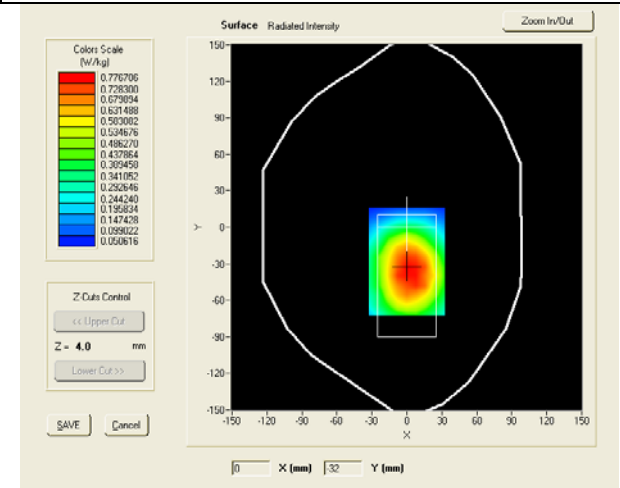 Surface Radiated Intensity
Zoom In/Out
Colors Scale
(W/kg)
0.776706
0.728300
0.679894
0.631488
0.583082
0.534676
0.486270
0.437864
0.389458
0.341052
0.292646
0.244240
0.195834
0.147428
0.099022
0.050616
Z-Cuts Control
<< Upper Cut
Z = 4.0 mm
Lower Cut >>
SAVE Cancel
150
120
90
60
30
0
-30
-60
-90
-120
-150
Y
-150 -120 -90 -60 -30 0 30 60 90 120 150
X
0 X (mm) -32 Y (mm)